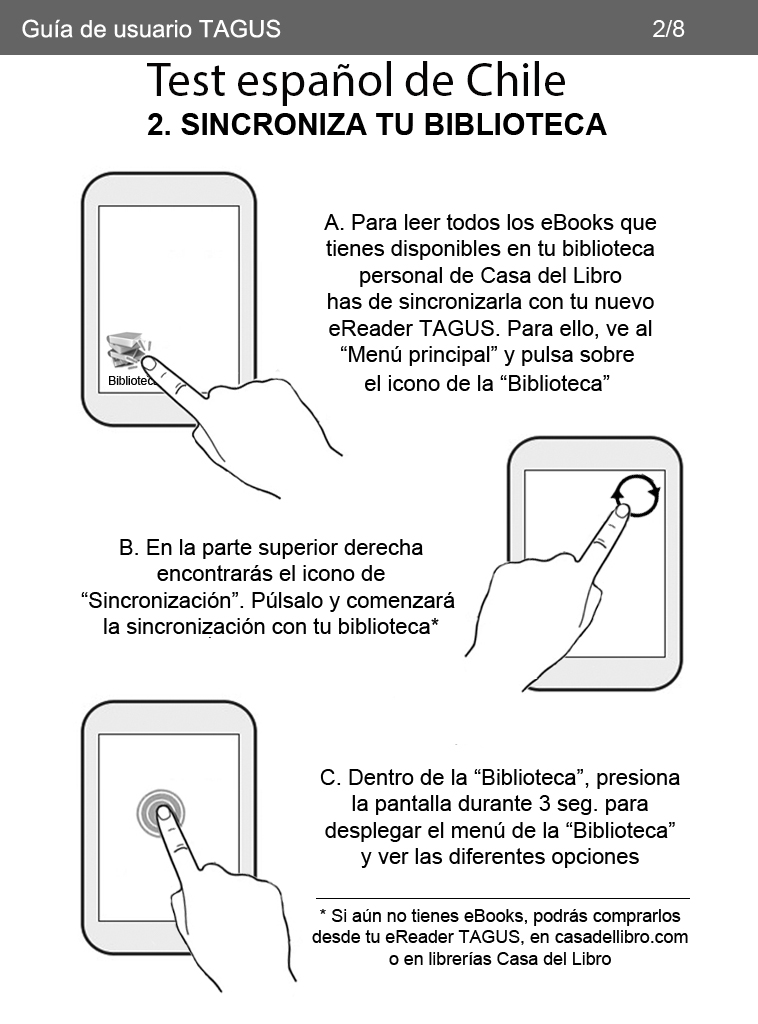 Guía de usuario TAGUS 2/8
Test español de Chile
2. SINCRONIZA TU BIBLIOTECA
A. Para leer todos los eBooks que
tienes disponibles en tu biblioteca
personal de Casa del Libro
has de sincronizarla con tu nuevo
eReader TAGUS. Para ello, ve al
“Menú principal” y pulsa sobre
el icono de la “Biblioteca”
Bibliotec
B. En la parte superior derecha
encontrarás el icono de
“Sincronización”. Púlsalo y comenzará
la sincronización con tu biblioteca*
C. Dentro de la “Biblioteca”, presiona
la pantalla durante 3 seg. para
desplegar el menú de la “Biblioteca”
y ver las diferentes opciones
* Si aún no tienes eBooks, podrás comprarlos
desde tu eReader TAGUS, en casadellibro.com
o en librerías Casa del Libro